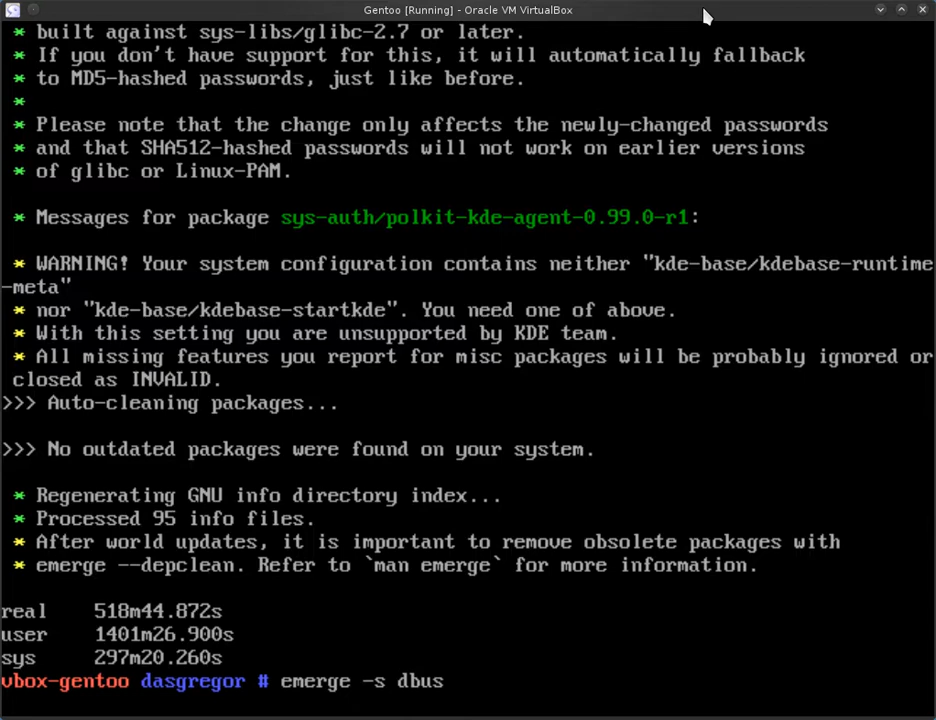 Gentoo [Running] - Oracle VM VirtualBox
* built against sys-libs/glibc-2.7 or later.
* If you don't have support for this, it will automatically fallback
* to MD5-hashed passwords, just like before.
*
* Please note that the change only affects the newly-changed passwords
* and that SHA512-hashed passwords will not work on earlier versions
* of glibc or Linux-PAM.
* Messages for package sys-auth/polkit-kde-agent-0.99.0-r1:
* WARNING! Your system configuration contains neither "kde-base/kdebase-runtime
-meta"
* nor "kde-base/kdebase-startkde". You need one of above.
* With this setting you are unsupported by KDE team.
* All missing features you report for misc packages will be probably ignored or
closed as INVALID.
>>> Auto-cleaning packages...
>>> No outdated packages were found on your system.
* Regenerating GNU info directory index...
* Processed 95 info files.
* After world updates, it is important to remove obsolete packages with
* emerge --depclean. Refer to `man emerge` for more information.
real 518m44.872s
user 1401m26.900s
sys 297m20.260s
vbox-gentoo dasgregor # emerge -s dbus